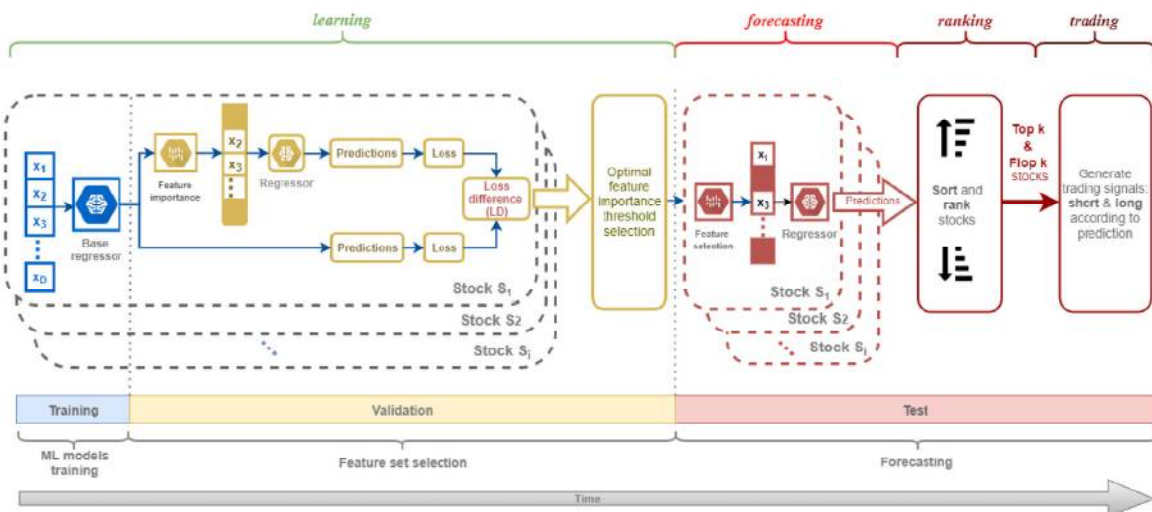 learning
forecasting
ranking
trading
x1
x2
x3
xD
Base
regressor
Feature
importance
x2
x3
Regressor
Predictions
Loss
Loss
difference
(LD)
Predictions
Loss
Stock S1
Stock S2
Stock Sj
Optimal
feature
importance
threshold
selection
Feature
selection
x1
x3
Regressor
Predictions
Stock S1
Stock S2
Stock Sj
Sort and
rank
stocks
Top k
&
Flop k
STOCKS
Generate
trading signals:
short & long
according to
prediction
Training
Validation
Test
ML models
training
Feature set selection
Forecasting
Time